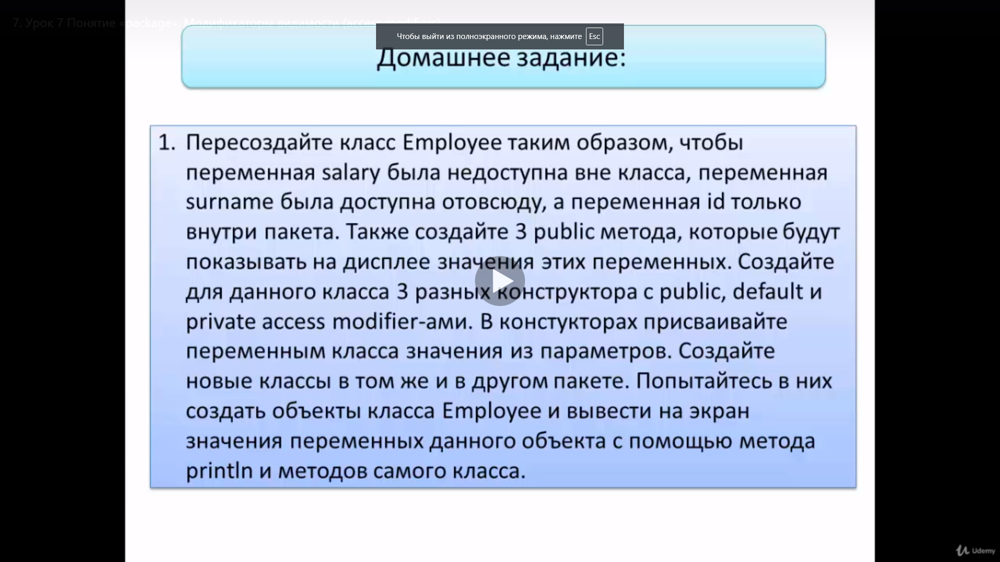 7. Урок 7 Понятие «package». Модификаторы видимости (access modifiers)
Чтобы выйти из полноэкранного режима, нажмите Esc
Домашнее задание:
1. Пересоздайте класс Employee таким образом, чтобы
переменная salary была недоступна вне класса, переменная
surname была доступна отовсюду, а переменная id только
внутри пакета. Также создайте 3 public метода, которые будут
показывать на дисплее значения этих переменных. Создайте
для данного класса 3 разных конструктора с public, default и
private access modifier-ами. В констукторах присваивайте
переменным класса значения из параметров. Создайте
новые классы в том же и в другом пакете. Попытайтесь в них
создать объекты класса Employee и вывести на экран
значения переменных данного объекта с помощью метода
println и методов самого класса.
Udemy